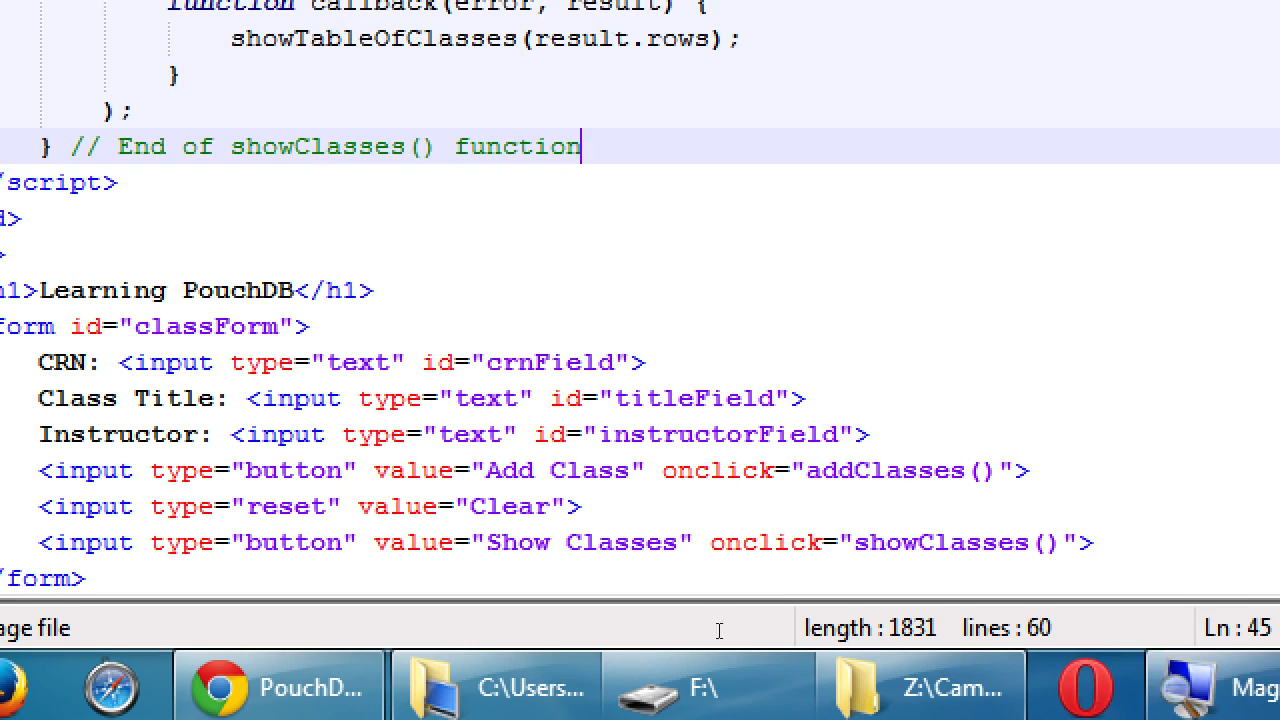 function callback(error, result) {
showTableOfClasses(result.rows);
}
);
} // End of showClasses() function
/script>
d>
>
h1>Learning PouchDB</h1>
form id="classForm">
CRN: <input type="text" id="crnField">
Class Title: <input type="text" id="titleField">
Instructor: <input type="text" id="instructorField">
<input type="button" value="Add Class" onclick="addClasses()">
<input type="reset" value="Clear">
<input type="button" value="Show Classes" onclick="showClasses()">
/form>
age file length : 1831 lines : 60 Ln : 45
PouchD... C:\Users... F:\ Z:\Cam... Mag